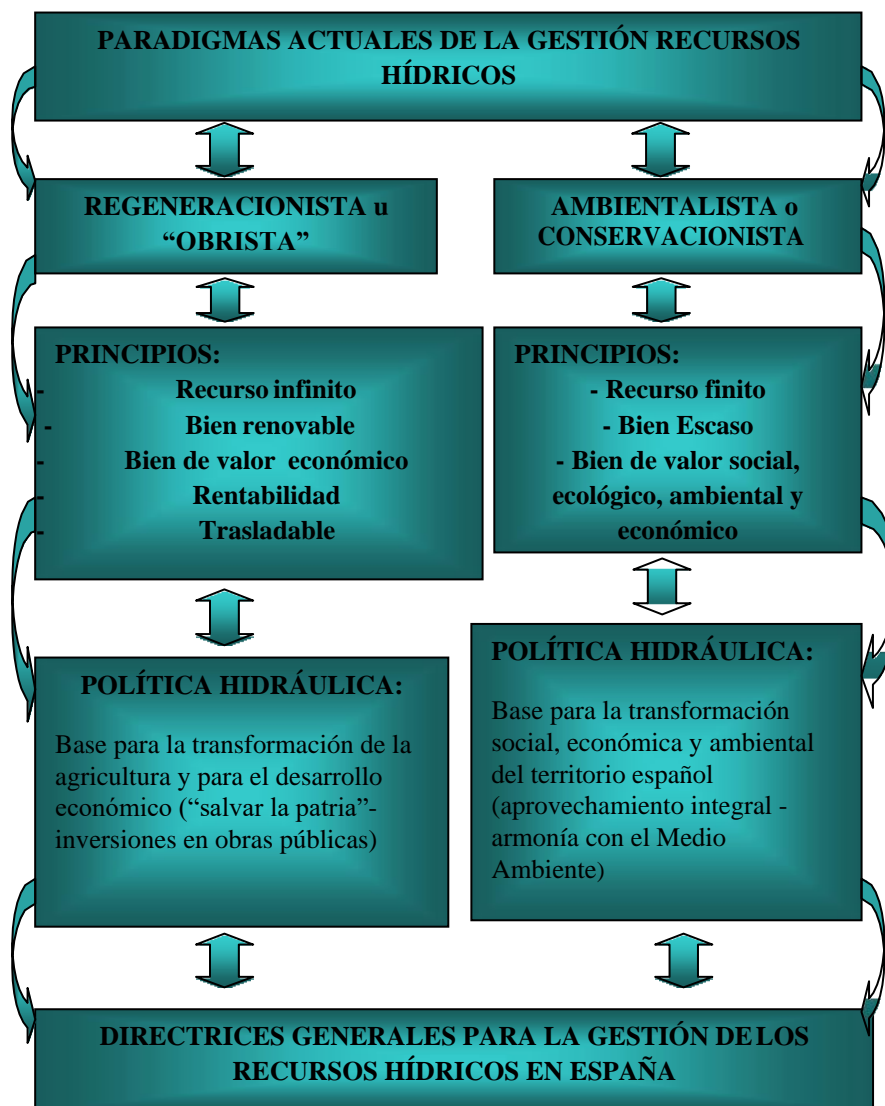 PARADIGMAS ACTUALES DE LA GESTIÓN RECURSOS
HÍDRICOS
REGENERACIONISTA u
“OBRISTA”
AMBIENTALISTA o
CONSERVACIONISTA
PRINCIPIOS:
- Recurso infinito
- Bien renovable
- Bien de valor económico
- Rentabilidad
- Trasladable
PRINCIPIOS:
- Recurso finito
- Bien Escaso
- Bien de valor social,
ecológico, ambiental y
económico
POLÍTICA HIDRÁULICA:
Base para la transformación de la
agricultura y para el desarrollo
económico (“salvar la patria”-
inversiones en obras públicas)
POLÍTICA HIDRÁULICA:
Base para la transformación
social, económica y ambiental
del territorio español
(aprovechamiento integral -
armonía con el Medio
Ambiente)
DIRECTRICES GENERALES PARA LA GESTIÓN DE LOS
RECURSOS HÍDRICOS EN ESPAÑA